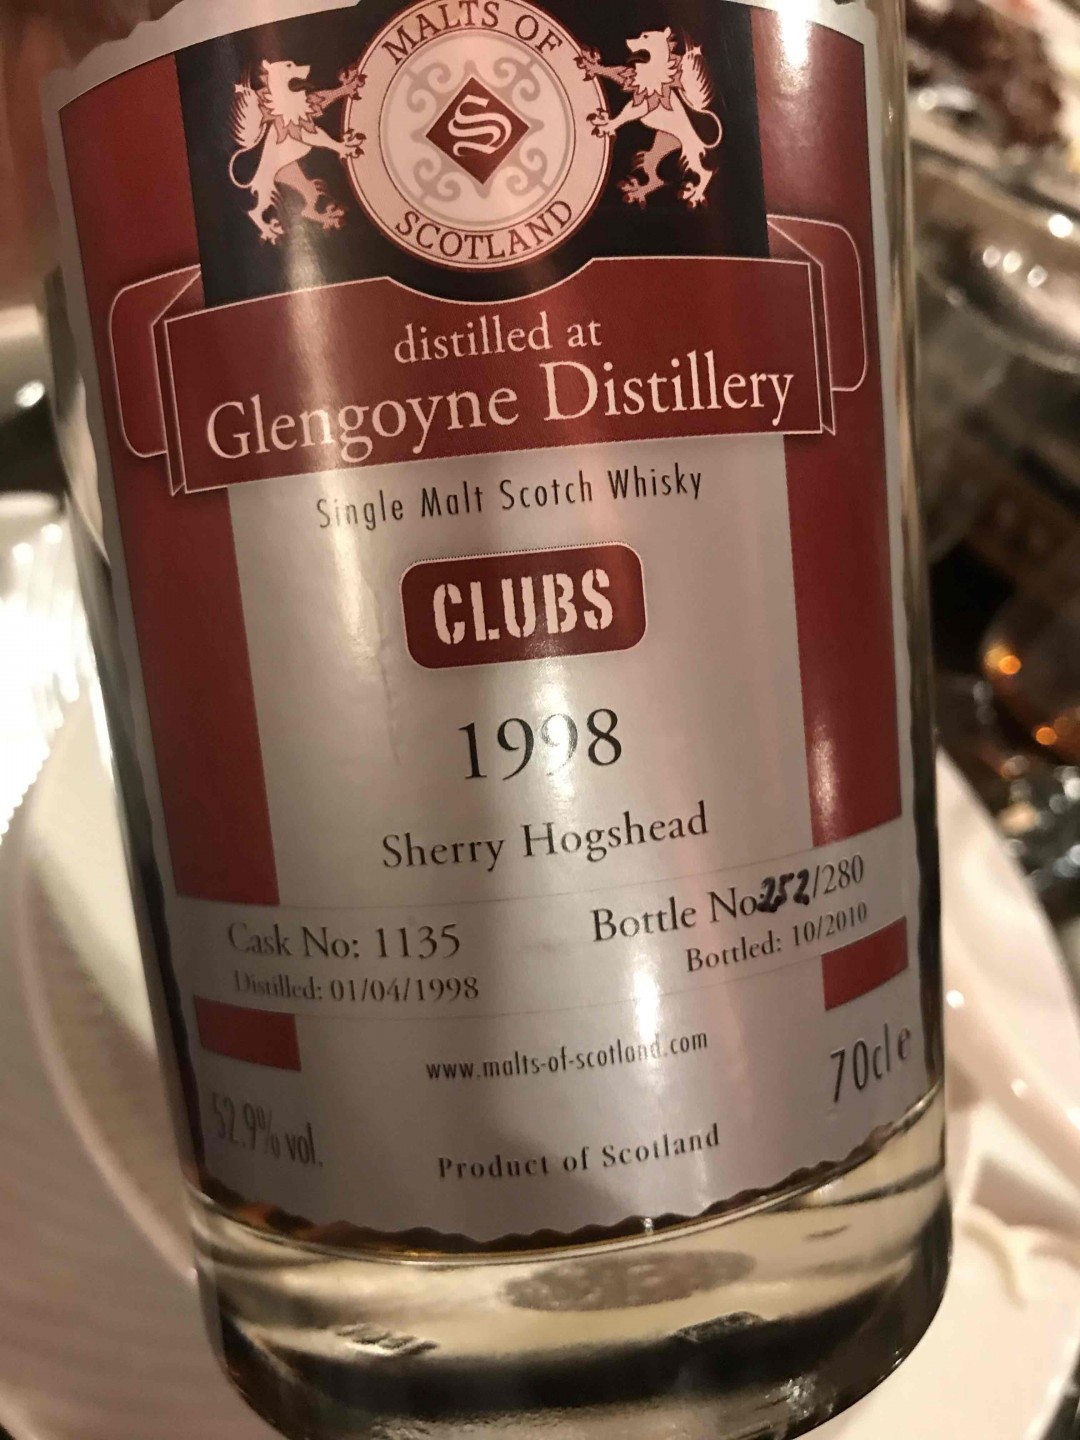 MALTS OF
S
SCOTLAND
distilled at
Glengoyne Distillery
Single Malt Scotch Whisky
CLUBS
1998
Sherry Hogshead
Cask No: 1135
Distilled: 01/04/1998
Bottle No: 252/280
Bottled: 10/2010
www.malts-of-scotland.com
52.9% vol.
70cl e
Product of Scotland